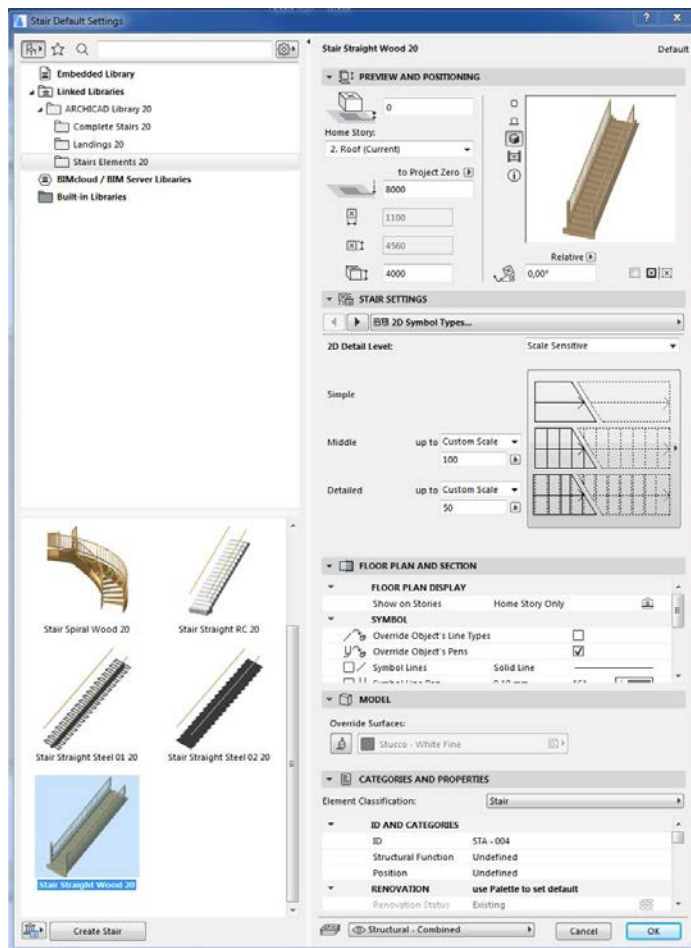 Stair Default Settings
Embedded Library
Linked Libraries
ARCHICAD Library 20
Complete Stairs 20
Landings 20
Stairs Elements 20
BIMcloud / BIM Server Libraries
Built-in Libraries
Stair Spiral Wood 20
Stair Straight RC 20
Stair Straight Steel 01 20
Stair Straight Steel 02 20
Stair Straight Wood 20
Create Stair
Stair Straight Wood 20
Default
PREVIEW AND POSITIONING
0
Home Story:
2. Roof (Current)
to Project Zero
8000
1100
4560
4000
Relative
0,00°
STAIR SETTINGS
2D Symbol Types...
2D Detail Level:
Scale Sensitive
Simple
Middle
up to Custom Scale
100
Detailed
up to Custom Scale
50
FLOOR PLAN AND SECTION
FLOOR PLAN DISPLAY
Show on Stories
Home Story Only
SYMBOL
Override Object's Line Types
Override Object's Pens
Symbol Lines
Solid Line
MODEL
Override Surfaces:
Stucco - White Fine
CATEGORIES AND PROPERTIES
Element Classification:
Stair
ID AND CATEGORIES
ID
STA - 004
Structural Function
Undefined
Position
Undefined
RENOVATION
use Palette to set default
Renovation Status
Existing
Structural - Combined
Cancel
OK